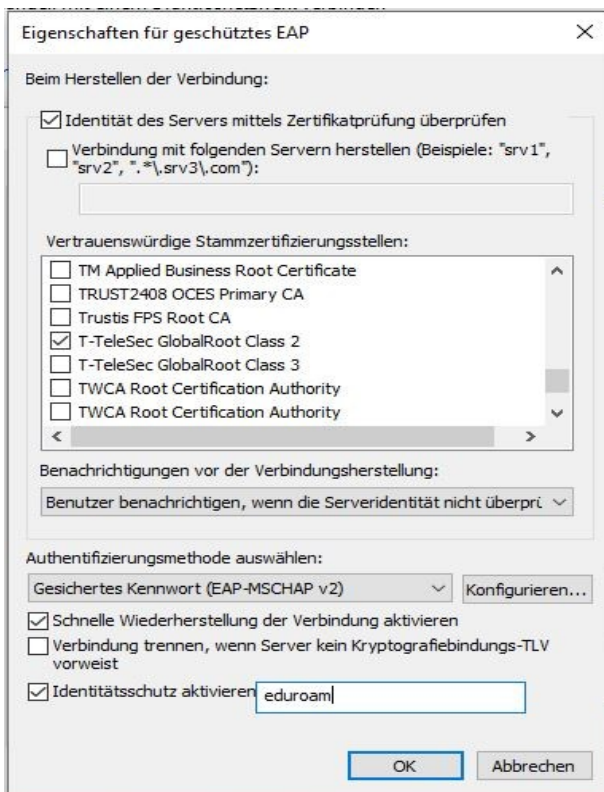 Eigenschaften für geschütztes EAP
Beim Herstellen der Verbindung:
Identität des Servers mittels Zertifikatprüfung überprüfen
Verbindung mit folgenden Servern herstellen (Beispiele: "srv1",
"srv2", ".*\.srv3\.com"):
Vertrauenswürdige Stammzertifizierungsstellen:
TM Applied Business Root Certificate
TRUST2408 OCES Primary CA
Trustis FPS Root CA
T-TeleSec GlobalRoot Class 2
T-TeleSec GlobalRoot Class 3
TWCA Root Certification Authority
TWCA Root Certification Authority
Benachrichtigungen vor der Verbindungsherstellung:
Benutzer benachrichtigen, wenn die Serveridentität nicht überprü
Authentifizierungsmethode auswählen:
Gesichertes Kennwort (EAP-MSCHAP v2) Konfigurieren...
Schnelle Wiederherstellung der Verbindung aktivieren
Verbindung trennen, wenn Server kein Kryptografiebindungs-TLV
vorweist
Identitätsschutz aktivieren eduroam
OK Abbrechen